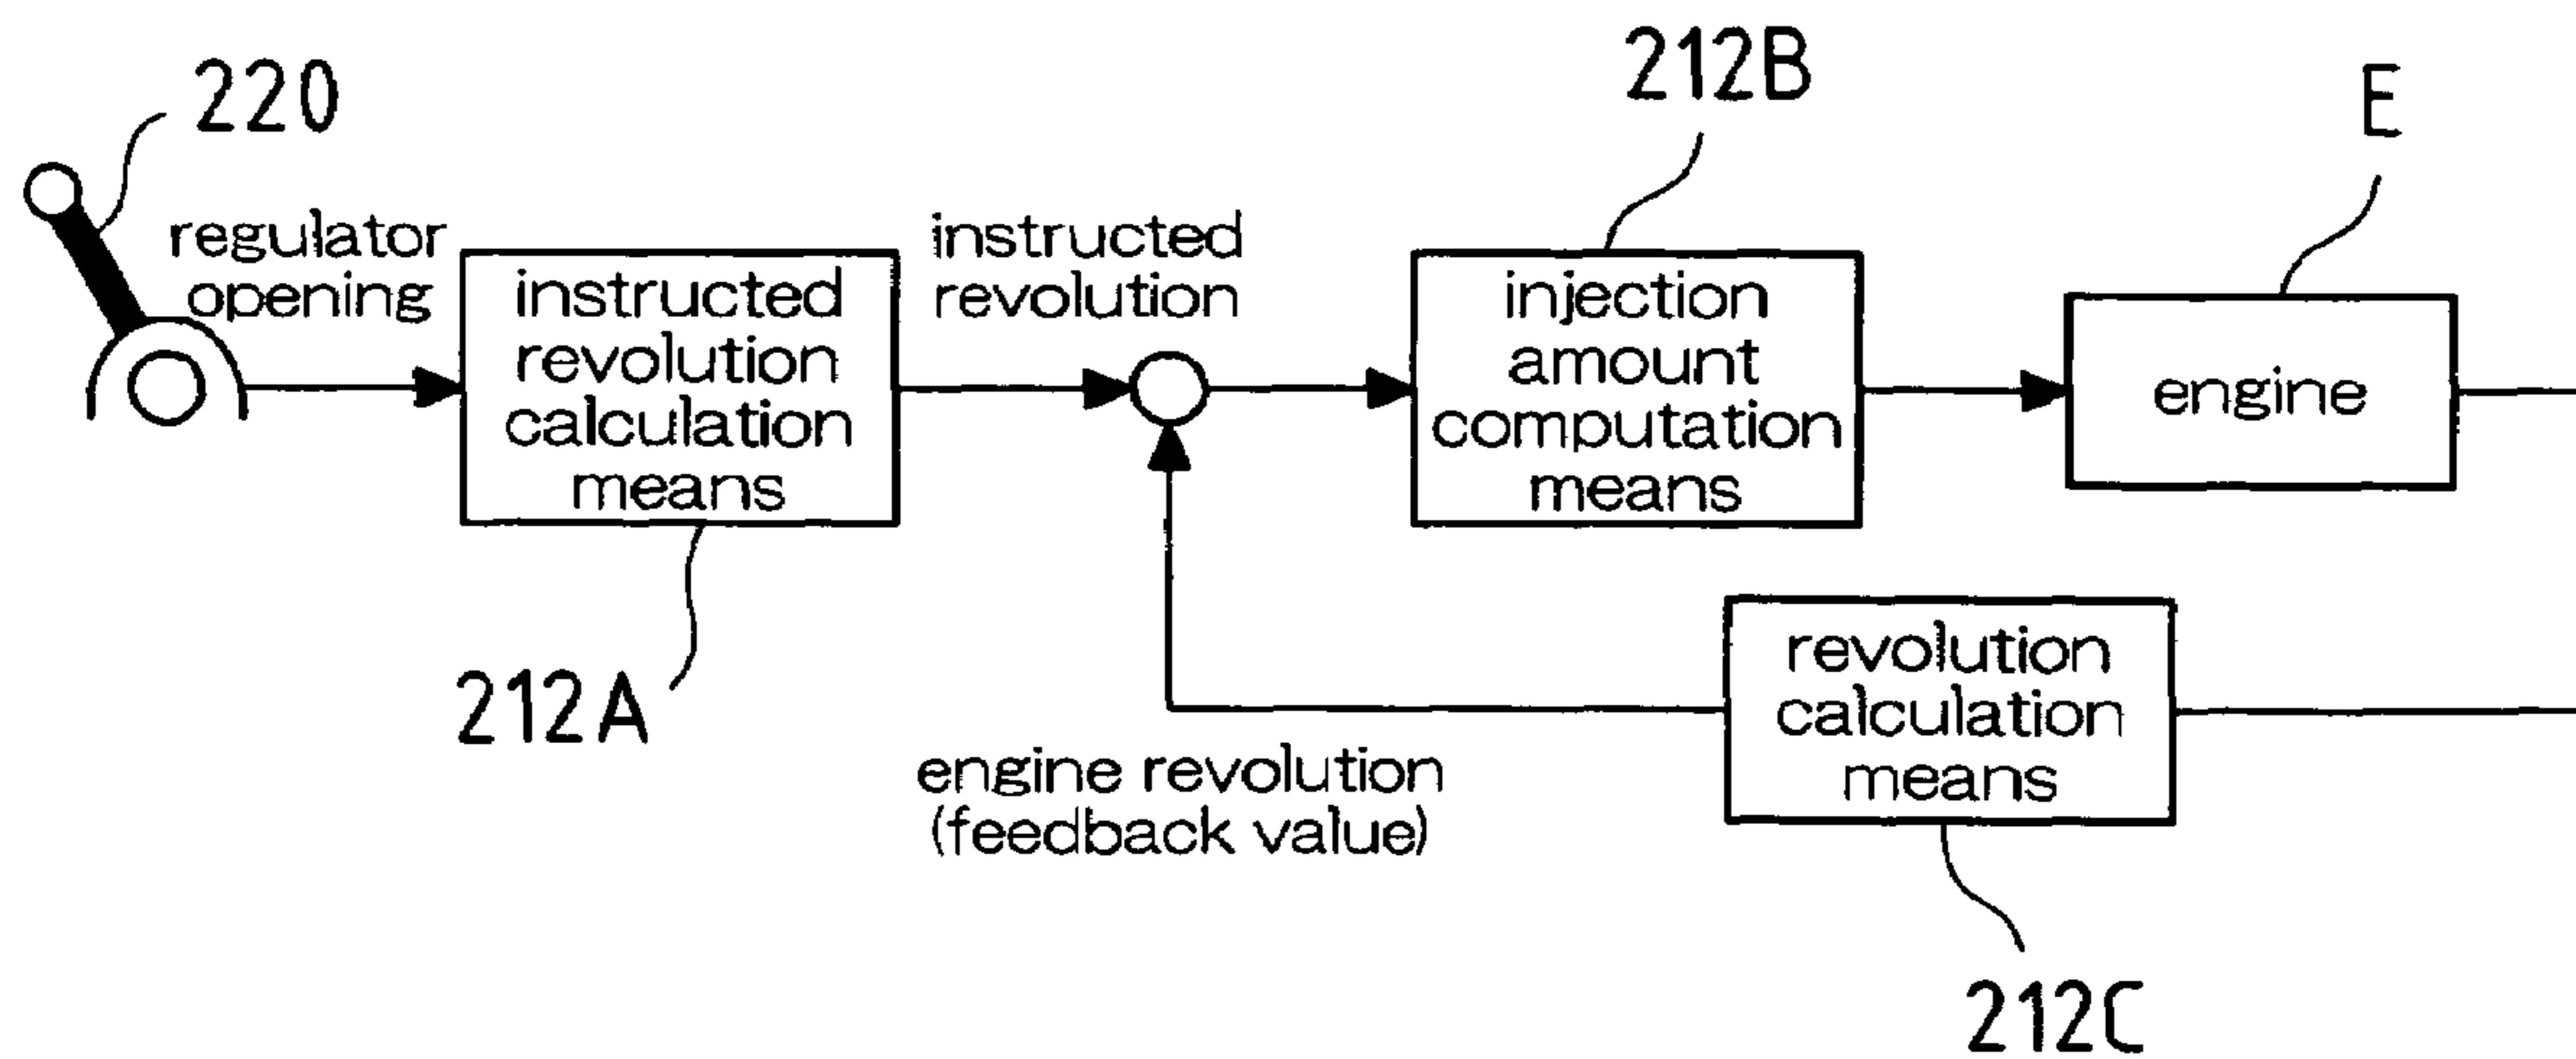 220
212B
E
regulator
opening
instructed
revolution
calculation
means
instructed
revolution
injection
amount
computation
means
engine
212A
revolution
calculation
means
engine revolution
(feedback value)
212C